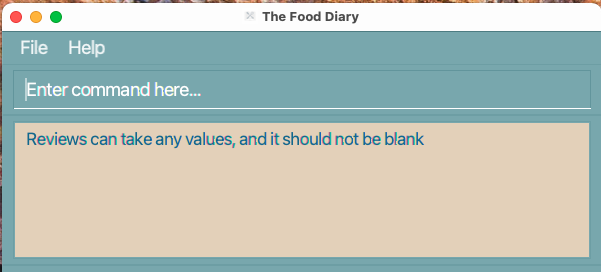 The Food Diary
File Help
Enter command here...
Reviews can take any values, and it should not be blank